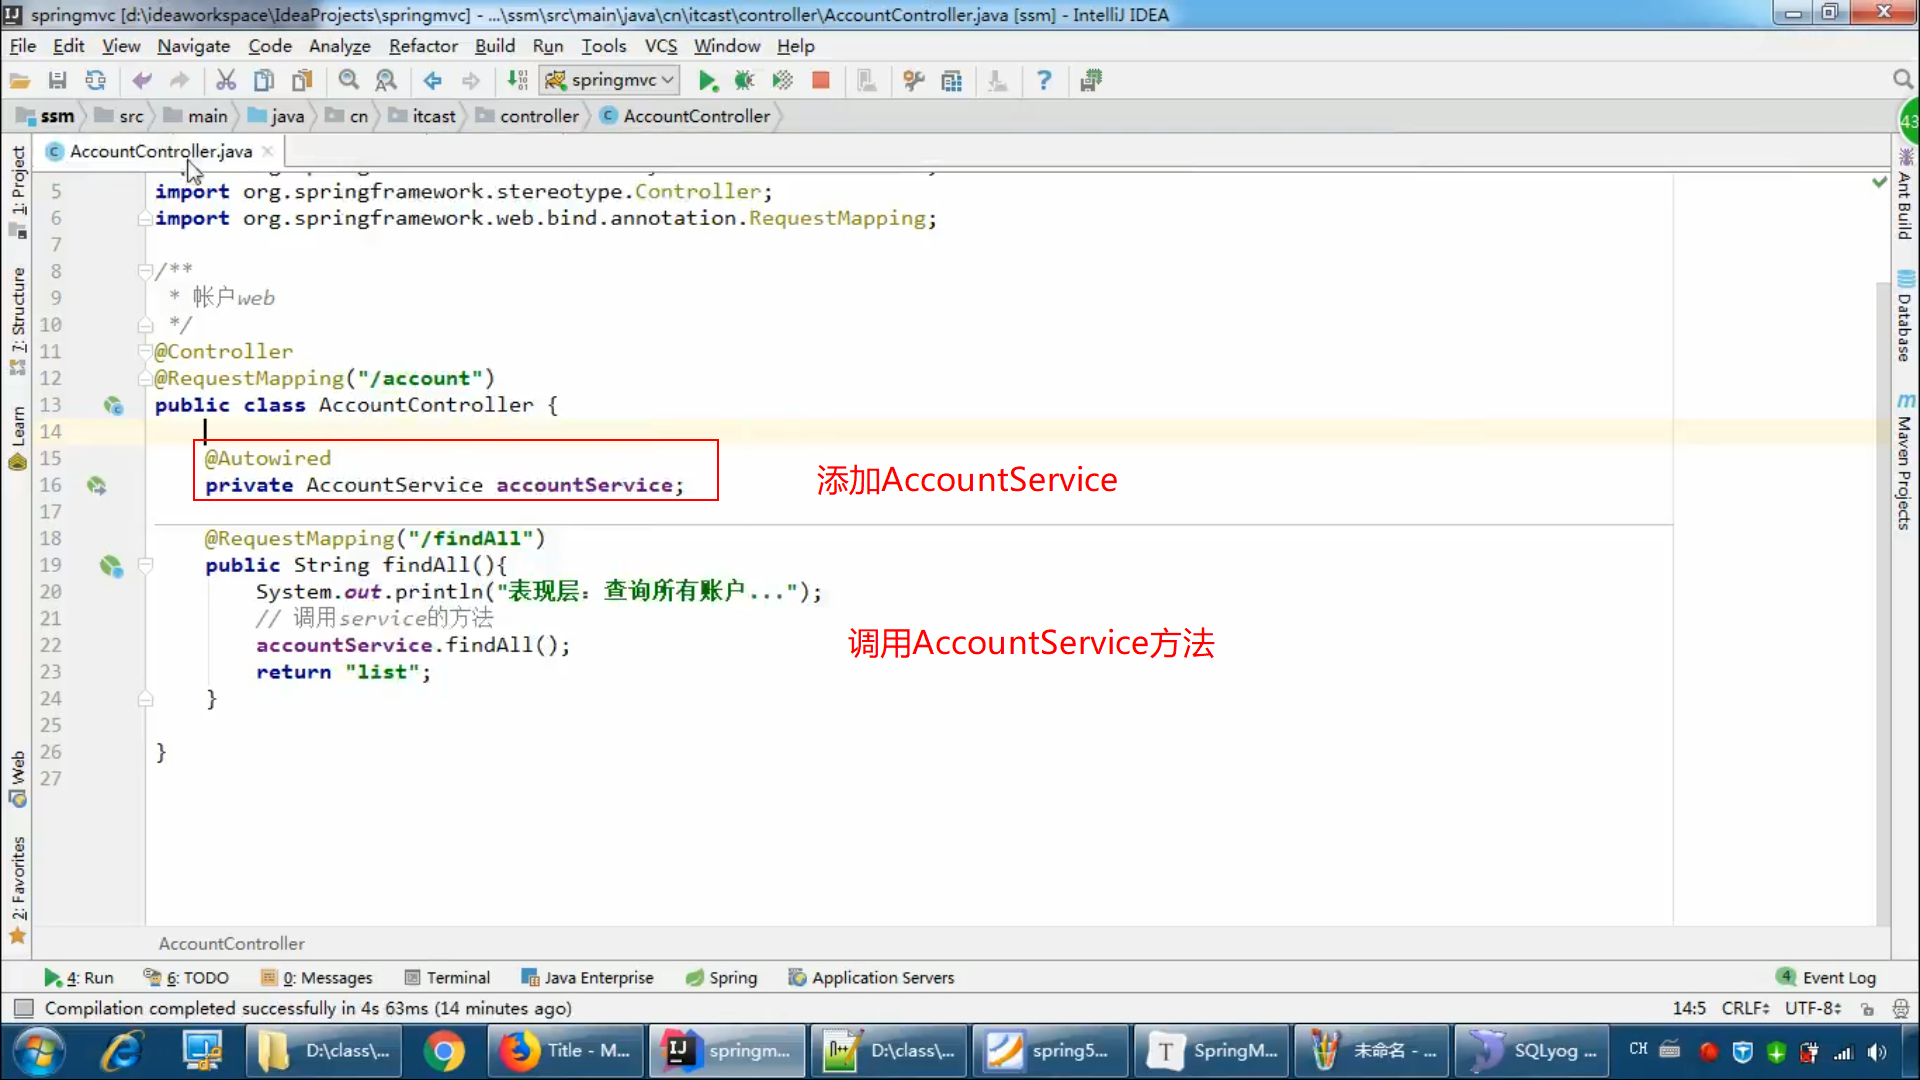 springmvc [d:\ideaworkspace\IdeaProjects\springmvc] - ...\ssm\src\main\java\cn\itcast\controller\AccountController.java [ssm] - IntelliJ IDEA
File Edit View Navigate Code Analyze Refactor Build Run Tools VCS Window Help
springmvc
ssm src main java cn itcast controller AccountController
43
AccountController.java
1: Project
7: Structure
Learn
Web
2: Favorites
5 import org.springframework.stereotype.Controller;
6 import org.springframework.web.bind.annotation.RequestMapping;
7
8 /**
9 * 帐户web
10 */
11 @Controller
12 @RequestMapping("/account")
13 public class AccountController {
14
15 @Autowired
16 private AccountService accountService;
添加AccountService
17
18 @RequestMapping("/findAll")
19 public String findAll(){
20 System.out.println("表现层：查询所有账户...");
21 // 调用service的方法
22 accountService.findAll();
调用AccountService方法
23 return "list";
24 }
25
26 }
27
Ant Build
Database
Maven Projects
AccountController
4: Run 6: TODO 0: Messages Terminal Java Enterprise Spring Application Servers 4 Event Log
Compilation completed successfully in 4s 63ms (14 minutes ago) 14:5 CRLF UTF-8
D:\class\... Title - M... springm... D:\class\... spring5... SpringM... 未命名 - ... SQLyog ... CH